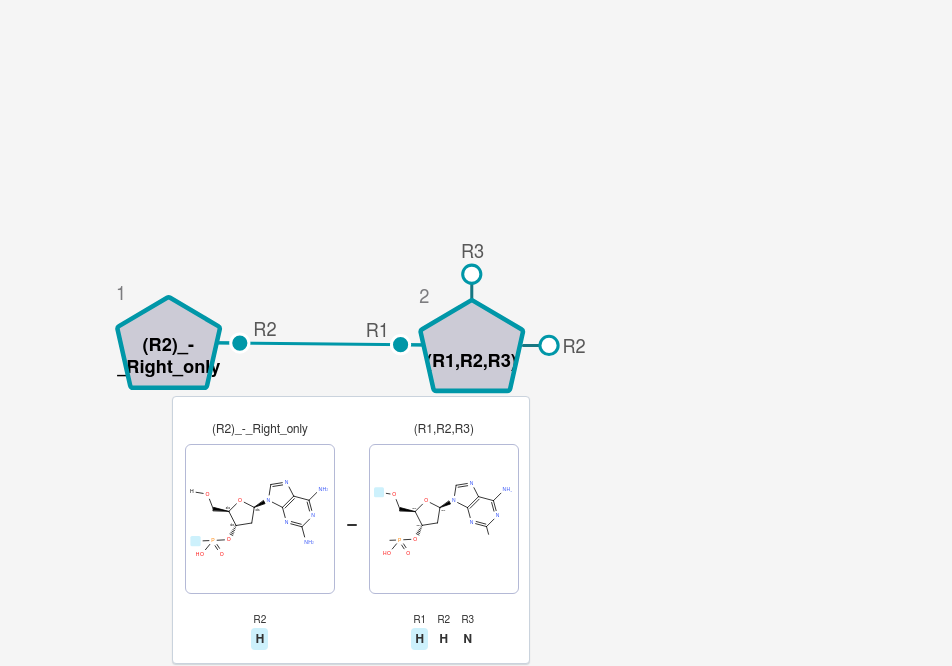 R3
1
2
R2
R1
R2
(R2)_-
_Right_only
(R1,R2,R3)
(R2)_-_Right_only
(R1,R2,R3)
H
O
O
N
N
N
N
NH₂
NH₂
P
O
HO
O
–
O
O
N
N
N
N
NH
P
O
HO
O
R2
H
R1 R2 R3
H H N